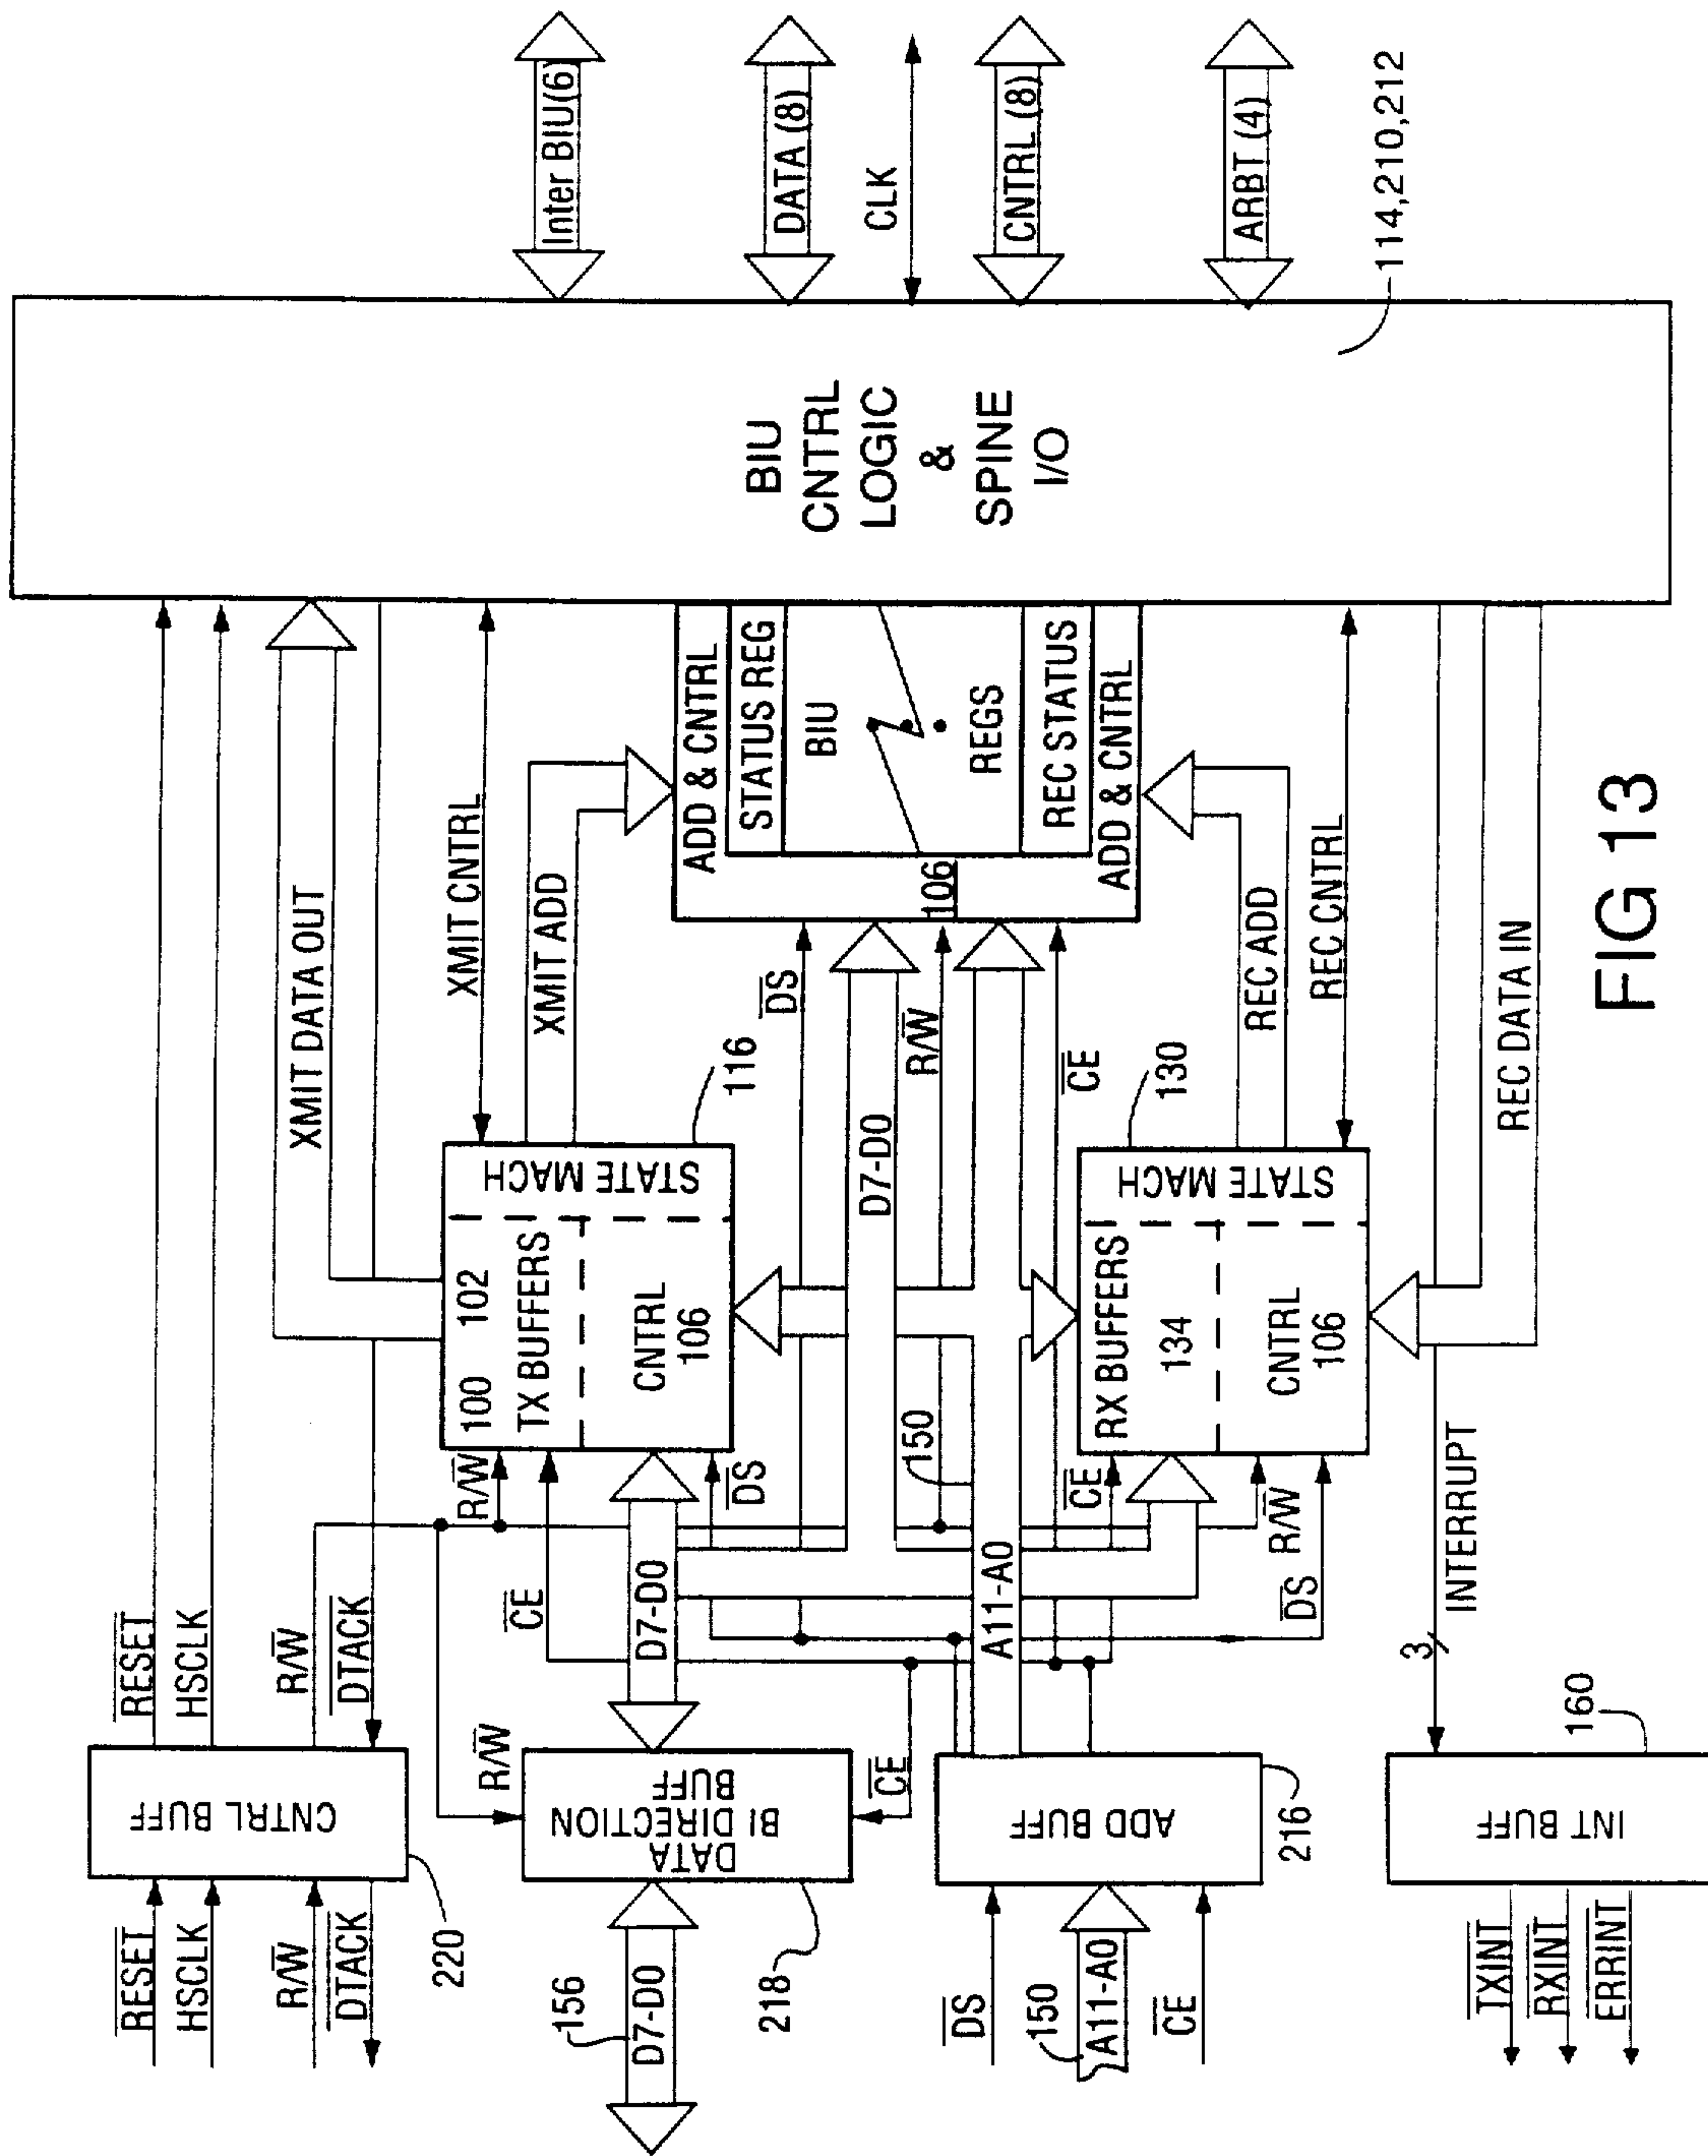 RESET
HSCLK
R/W
DTACK
220
CNTRL BUFF
RESET
HSCLK
R/W
DTACK
156
D7-D0
218
DATA
BI DIRECTION
BUFF
R/W
CE
D7-D0
DS
150
A11-A0
CE
ADD BUFF
216
A11-A0
150
TXINT
RXINT
ERRINT
INT BUFF
160
3
INTERRUPT
R/W
CE
DS
100 102
TX BUFFERS
CNTRL
106
STATE MACH
116
CE
R/W
DS
RX BUFFERS
134
CNTRL
106
STATE MACH
130
XMIT DATA OUT
XMIT CNTRL
XMIT ADD
DS
D7-D0
R/W
CE
REC ADD
REC CNTRL
REC DATA IN
ADD & CNTRL
STATUS REG
BIU
REGS
REC STATUS
ADD & CNTRL
106
BIU
CNTRL
LOGIC
&
SPINE
I/O
Inter BIU(6)
DATA (8)
CLK
CNTRL (8)
ARBT (4)
114,210,212
FIG 13